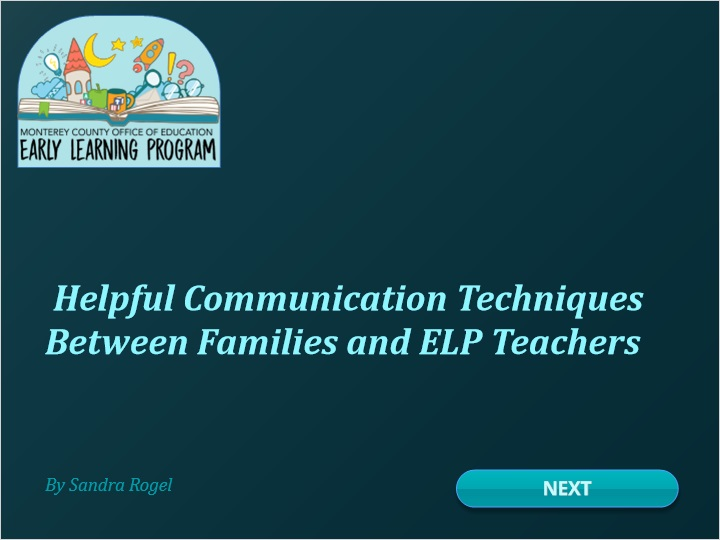 MONTEREY COUNTY OFFICE OF EDUCATION
EARLY LEARNING PROGRAM
Helpful Communication Techniques
Between Families and ELP Teachers
By Sandra Rogel
NEXT